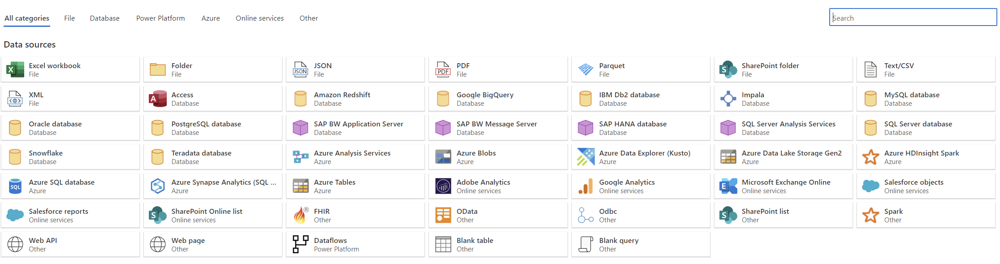 All categories File Database Power Platform Azure Online services Other Search
Data sources
Excel workbook
File
Folder
File
JSON
JSON
File
PDF
PDF
File
Parquet
File
S
SharePoint folder
File
Text/CSV
File
X
XML
File
A
Access
Database
Amazon Redshift
Database
Google BigQuery
Database
IBM Db2 database
Database
Impala
Database
MySQL database
Database
Oracle database
Database
PostgreSQL database
Database
SAP BW Application Server
Database
SAP BW Message Server
Database
SAP HANA database
Database
SQL Server Analysis Services
Database
SQL Server database
Database
Snowflake
Database
Teradata database
Database
Azure Analysis Services
Azure
Azure Blobs
Azure
Azure Data Explorer (Kusto)
Azure
Azure Data Lake Storage Gen2
Azure
Azure HDInsight Spark
Azure
SQL
Azure SQL database
Azure
Azure Synapse Analytics (SQL ...
Azure
Azure Tables
Azure
Adobe Analytics
Online services
Google Analytics
Online services
E
Microsoft Exchange Online
Online services
Salesforce objects
Online services
Salesforce reports
Online services
S
SharePoint Online list
Online services
®
FHIR
Other
OData
Other
Odbc
Other
S
SharePoint list
Other
Spark
Other
Web API
Other
Web page
Other
Dataflows
Power Platform
Blank table
Other
Blank query
Other